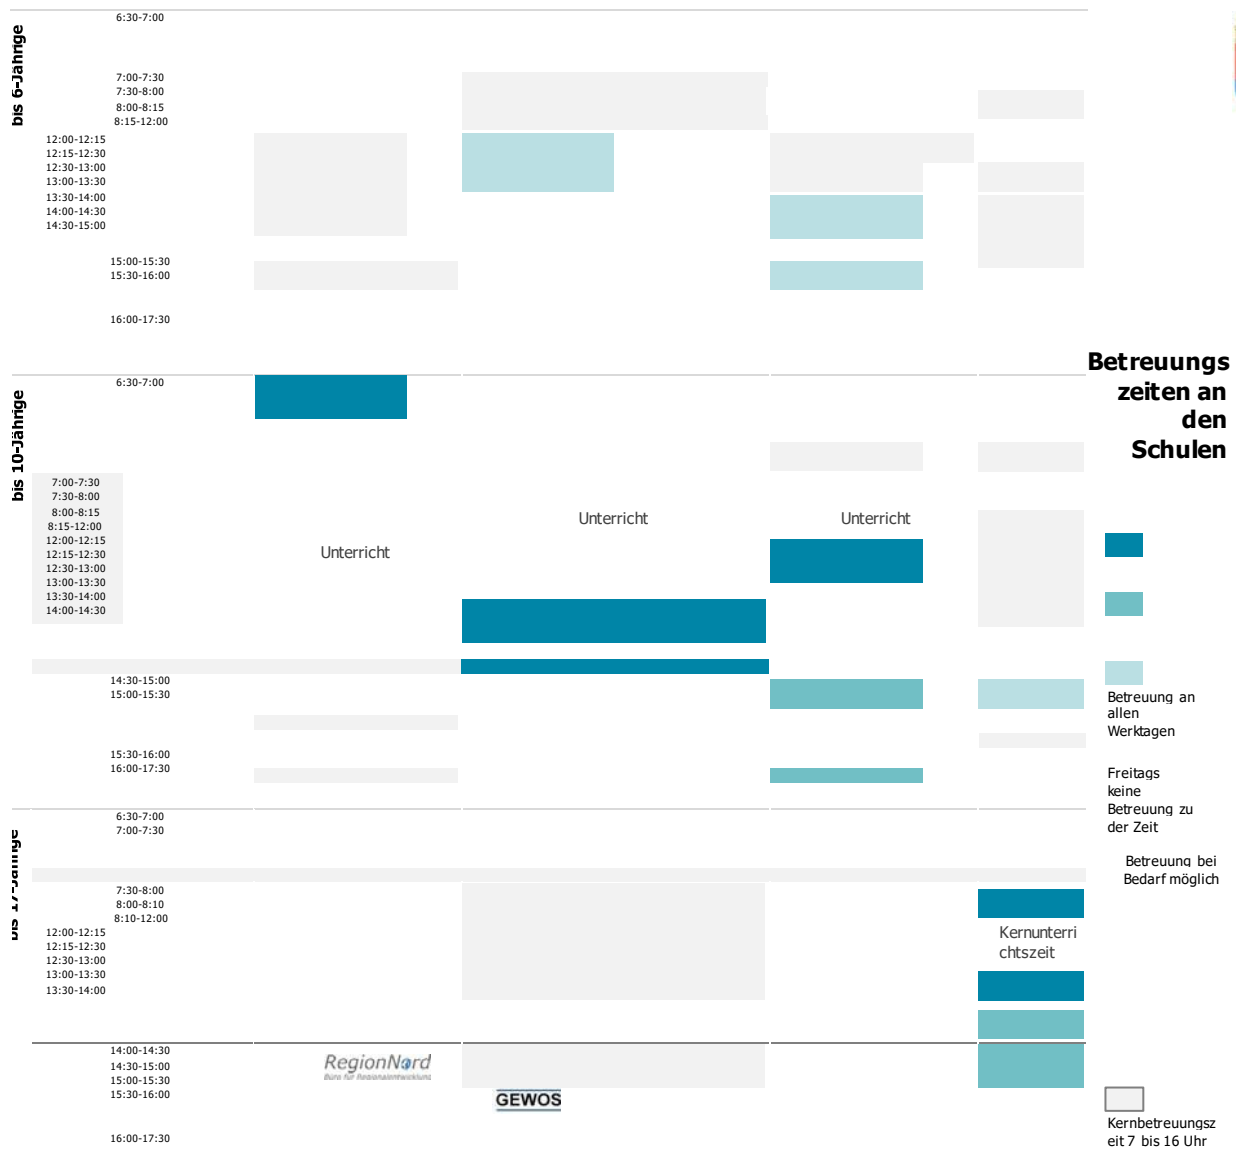 bis 6-Jährige
6:30-7:00
7:00-7:30
7:30-8:00
8:00-8:15
8:15-12:00
12:00-12:15
12:15-12:30
12:30-13:00
13:00-13:30
13:30-14:00
14:00-14:30
14:30-15:00
15:00-15:30
15:30-16:00
16:00-17:30
Betreuungs
zeiten an
den
Schulen
bis 10-Jährige
6:30-7:00
7:00-7:30
7:30-8:00
8:00-8:15
8:15-12:00
12:00-12:15
12:15-12:30
12:30-13:00
13:00-13:30
13:30-14:00
14:00-14:30
Unterricht
Unterricht
Unterricht
14:30-15:00
15:00-15:30
15:30-16:00
16:00-17:30
Betreuung an
allen
Werktagen
Freitags
keine
Betreuung zu
der Zeit
Betreuung bei
Bedarf möglich
bis 17-Jährige
6:30-7:00
7:00-7:30
7:30-8:00
8:00-8:10
8:10-12:00
12:00-12:15
12:15-12:30
12:30-13:00
13:00-13:30
13:30-14:00
Kernunterri
chtszeit
14:00-14:30
14:30-15:00
15:00-15:30
15:30-16:00
16:00-17:30
RegionNord
Büro für Regionalentwicklung
GEWOS
Kernbetreuungsz
eit 7 bis 16 Uhr